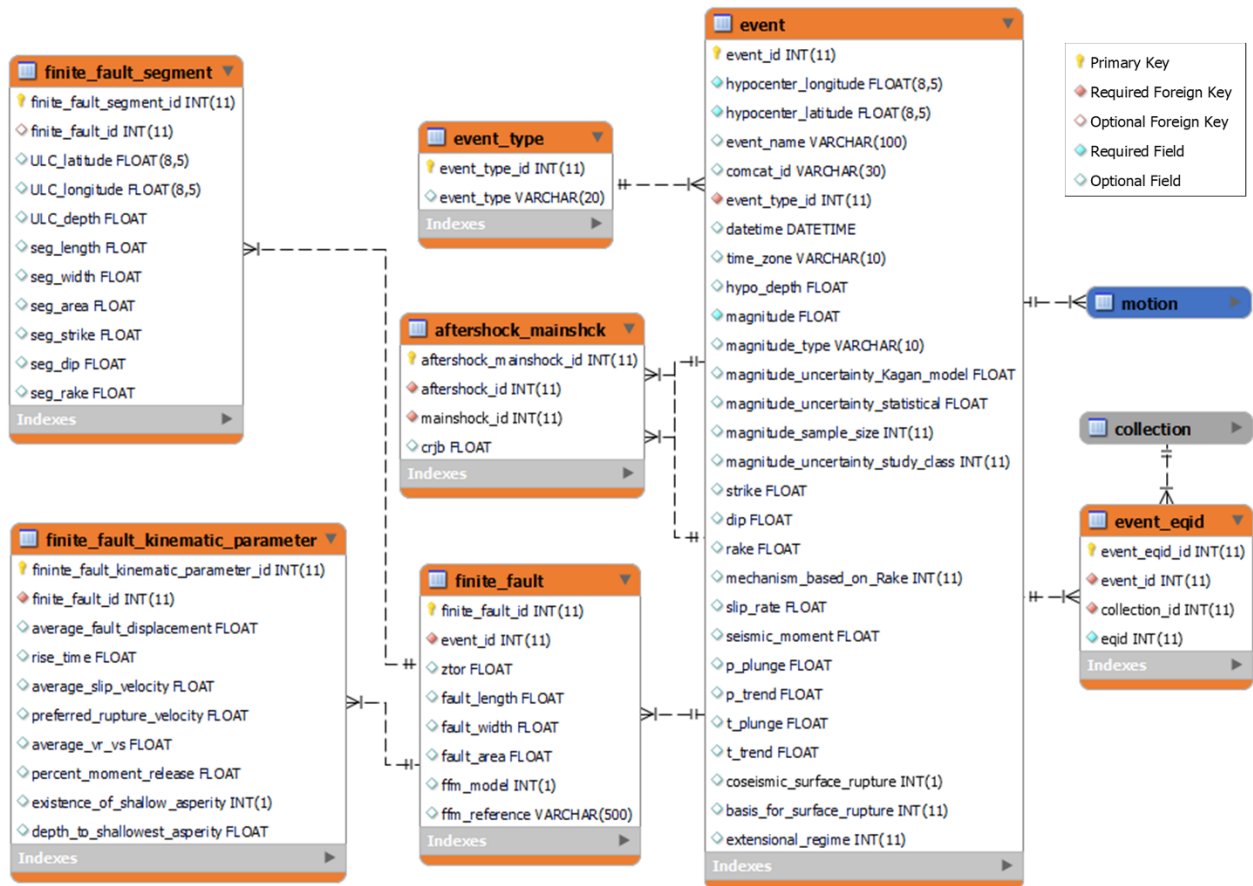 finite_fault_segment
finite_fault_segment_id INT(11)
finite_fault_id INT(11)
ULC_latitude FLOAT(8,5)
ULC_longitude FLOAT(8,5)
ULC_depth FLOAT
seg_length FLOAT
seg_width FLOAT
seg_area FLOAT
seg_strike FLOAT
seg_dip FLOAT
seg_rake FLOAT
Indexes
event_type
event_type_id INT(11)
event_type VARCHAR(20)
Indexes
aftershock_mainshck
aftershock_mainshock_id INT(11)
aftershock_id INT(11)
mainshock_id INT(11)
crjb FLOAT
Indexes
finite_fault_kinematic_parameter
fininte_fault_kinematic_parameter_id INT(11)
finite_fault_id INT(11)
average_fault_displacement FLOAT
rise_time FLOAT
average_slip_velocity FLOAT
preferred_rupture_velocity FLOAT
average_vr_vs FLOAT
percent_moment_release FLOAT
existence_of_shallow_asperity INT(1)
depth_to_shallowest_asperity FLOAT
Indexes
finite_fault
finite_fault_id INT(11)
event_id INT(11)
ztor FLOAT
fault_length FLOAT
fault_width FLOAT
fault_area FLOAT
ffm_model INT(1)
ffm_reference VARCHAR(500)
Indexes
event
event_id INT(11)
hypocenter_longitude FLOAT(8,5)
hypocenter_latitude FLOAT(8,5)
event_name VARCHAR(100)
comcat_id VARCHAR(30)
event_type_id INT(11)
datetime DATETIME
time_zone VARCHAR(10)
hypo_depth FLOAT
magnitude FLOAT
magnitude_type VARCHAR(10)
magnitude_uncertainty_Kagan_model FLOAT
magnitude_uncertainty_statistical FLOAT
magnitude_sample_size INT(11)
magnitude_uncertainty_study_class INT(11)
strike FLOAT
dip FLOAT
rake FLOAT
mechanism_based_on_Rake INT(11)
slip_rate FLOAT
seismic_moment FLOAT
p_plunge FLOAT
p_trend FLOAT
t_plunge FLOAT
t_trend FLOAT
coseismic_surface_rupture INT(1)
basis_for_surface_rupture INT(11)
extensional_regime INT(11)
Indexes
Primary Key
Required Foreign Key
Optional Foreign Key
Required Field
Optional Field
motion
collection
event_eqid
event_eqid_id INT(11)
event_id INT(11)
collection_id INT(11)
eqid INT(11)
Indexes